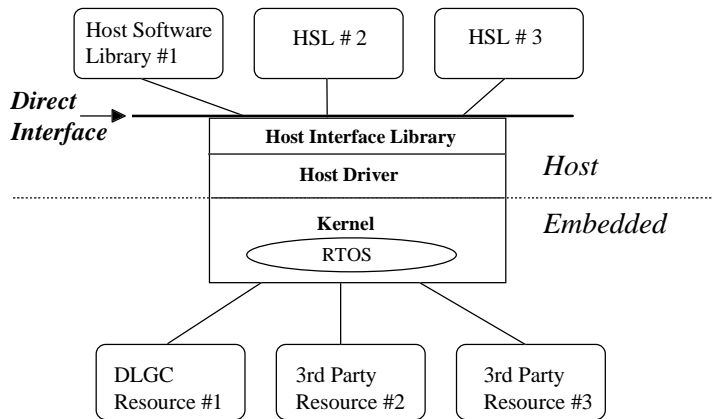 Host Software
Library #1
HSL # 2
HSL # 3
Direct
Interface
Host Interface Library
Host Driver
Host
Kernel
Embedded
RTOS
DLGC
Resource #1
3rd Party
Resource #2
3rd Party
Resource #3